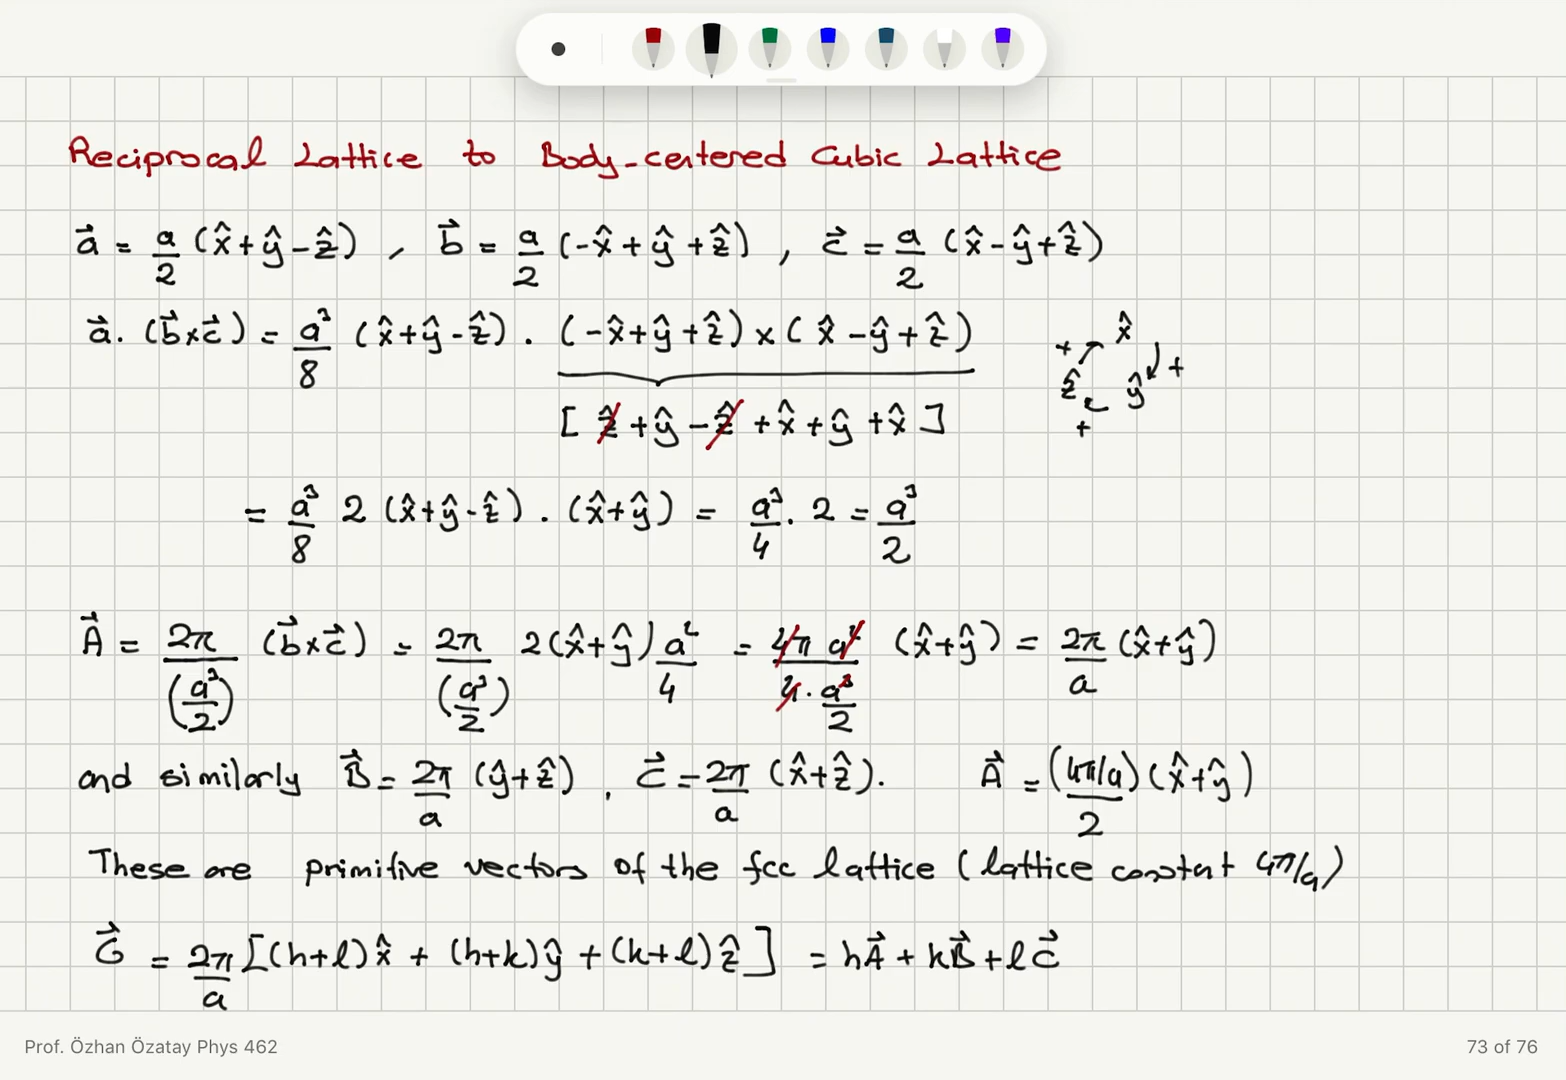 Reciprocal Lattice to Body-centered Cubic Lattice
a⃗ = a/2 (x̂+ŷ-ẑ) , b⃗ = a/2 (-x̂+ŷ+ẑ) , c⃗ = a/2 (x̂-ŷ+ẑ)
a⃗. (b⃗×c⃗) = a³/8 (x̂+ŷ-ẑ) . (-x̂+ŷ+ẑ)×(x̂-ŷ+ẑ)
+ x̂ + ẑ ŷ +
[ẑ+ŷ-ẑ+x̂+ŷ+x̂]
= a³/8 2 (x̂+ŷ-ẑ) . (x̂+ŷ) = a³/4 . 2 = a³/2
A⃗ = 2π/(a³/2) (b⃗×c⃗) = 2π/(a³/2) 2(x̂+ŷ) a²/4 = 4π a²/(4 . a³/2) (x̂+ŷ) = 2π/a (x̂+ŷ)
and similarly B⃗ = 2π/a (ŷ+ẑ) , C⃗ = 2π/a (x̂+ẑ). A⃗ = (4π/a)/2 (x̂+ŷ)
These are primitive vectors of the fcc lattice (lattice constant 4π/a)
G⃗ = 2π/a [(h+l)x̂ + (h+k)ŷ + (k+l)ẑ] = hA⃗ + kB⃗ + lC⃗
Prof. Özhan Özatay Phys 462
73 of 76